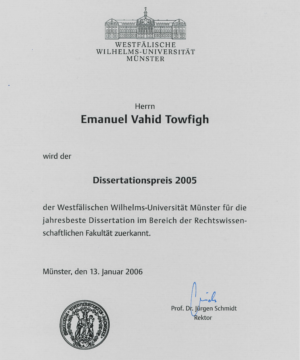 WESTFÄLISCHE
WILHELMS-UNIVERSITÄT
MÜNSTER
Herrn
Emanuel Vahid Towfigh
wird der
Dissertationspreis 2005
der Westfälischen Wilhelms-Universität Münster für die
jahresbeste Dissertation im Bereich der Rechtswissen-
schaftlichen Fakultät zuerkannt.
Münster, den 13. Januar 2006
Prof. Dr. Jürgen Schmidt
Rektor